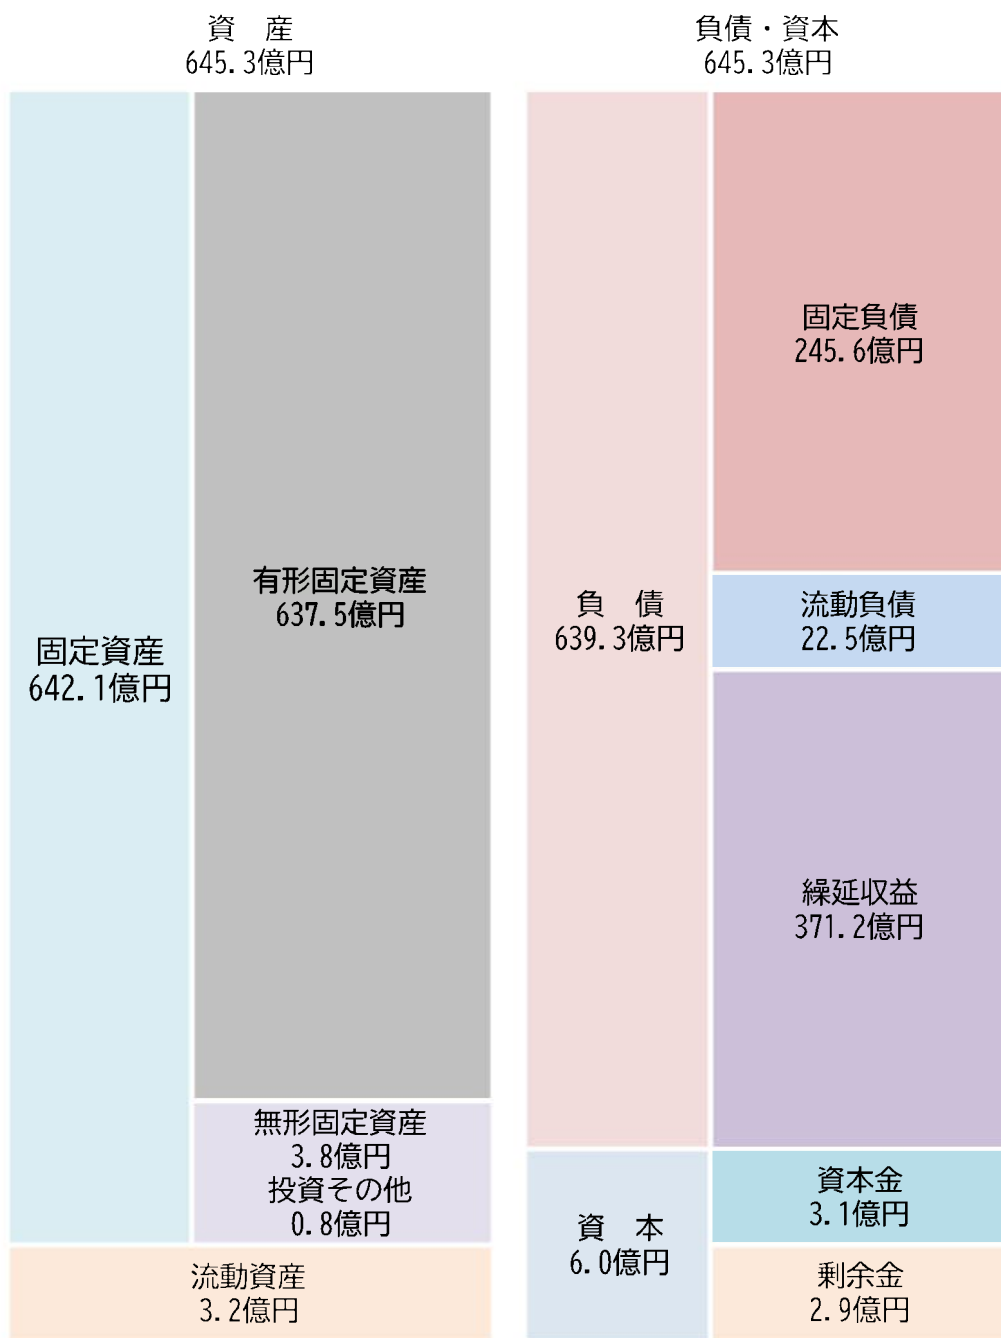 資　産
645.3億円
固定資産
642.1億円
有形固定資産
637.5億円
無形固定資産
3.8億円
投資その他
0.8億円
流動資産
3.2億円
負債・資本
645.3億円
負　債
639.3億円
固定負債
245.6億円
流動負債
22.5億円
繰延収益
371.2億円
資　本
6.0億円
資本金
3.1億円
剰余金
2.9億円